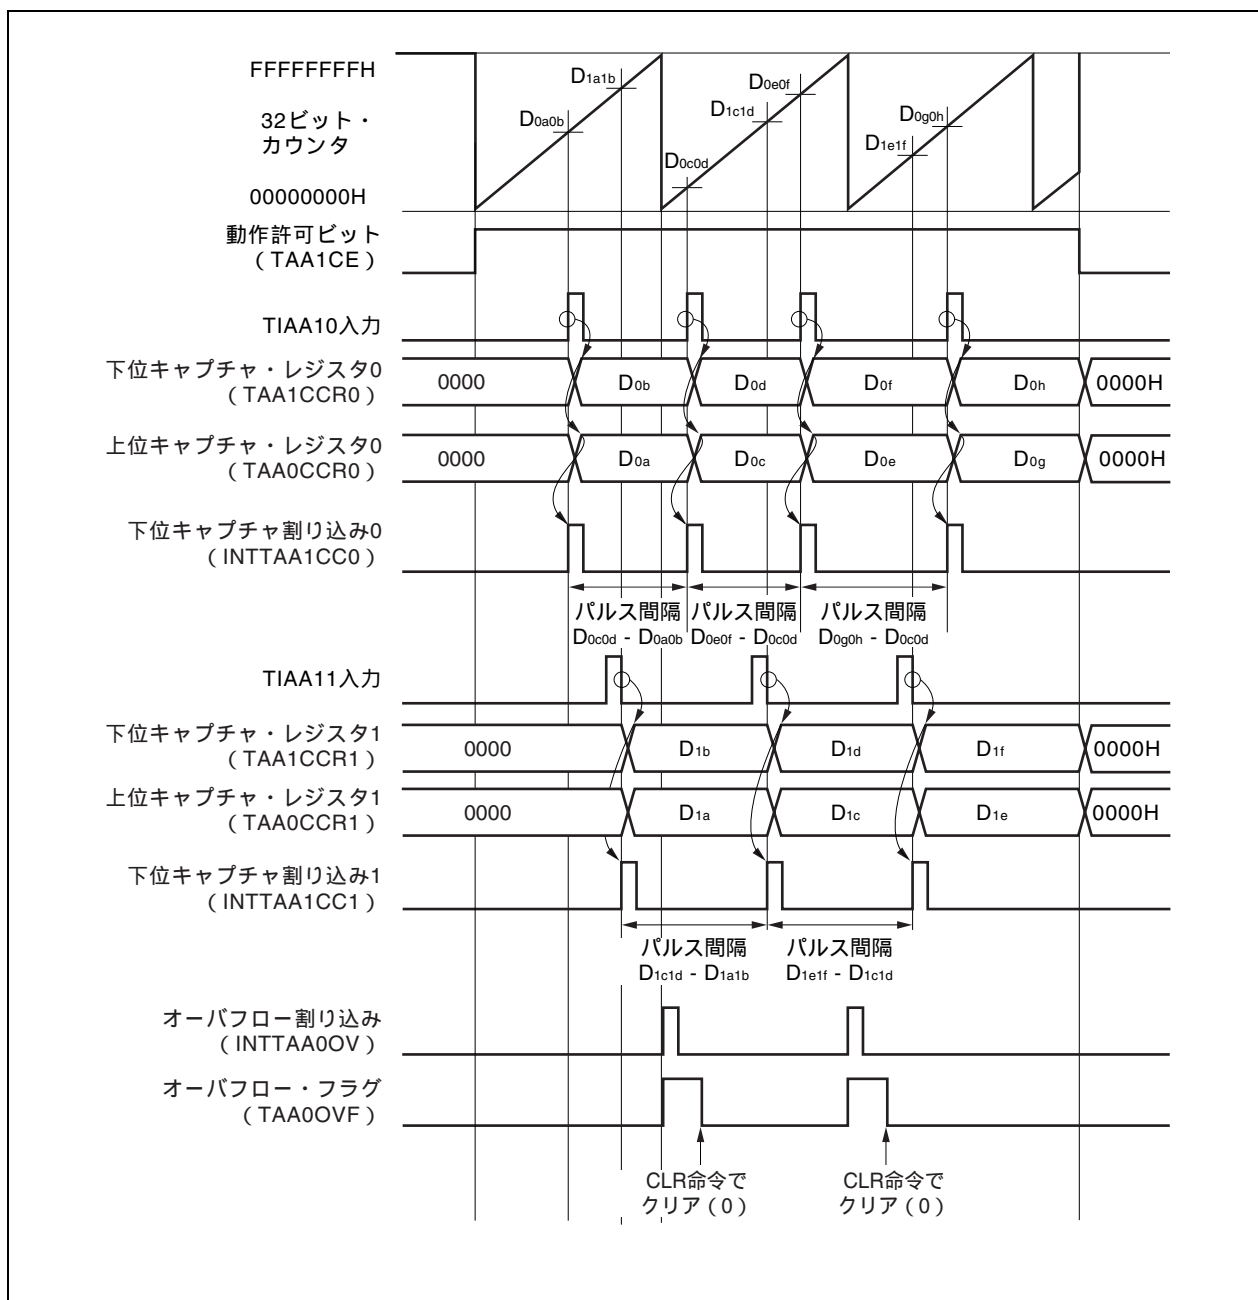 FFFFFFFFH
32ビット・
カウンタ
00000000H
D0a0b
D1a1b
D0c0d
D1c1d
D0e0f
D1e1f
D0g0h
動作許可ビット
（TAA1CE）
TIAA10入力
下位キャプチャ・レジスタ0
（TAA1CCR0）
0000
D0b
D0d
D0f
D0h
0000H
上位キャプチャ・レジスタ0
（TAA0CCR0）
0000
D0a
D0c
D0e
D0g
0000H
下位キャプチャ割り込み0
（INTTAA1CC0）
パルス間隔
D0c0d - D0a0b
パルス間隔
D0e0f - D0c0d
パルス間隔
D0g0h - D0c0d
TIAA11入力
下位キャプチャ・レジスタ1
（TAA1CCR1）
0000
D1b
D1d
D1f
0000H
上位キャプチャ・レジスタ1
（TAA0CCR1）
0000
D1a
D1c
D1e
0000H
下位キャプチャ割り込み1
（INTTAA1CC1）
パルス間隔
D1c1d - D1a1b
パルス間隔
D1e1f - D1c1d
オーバフロー割り込み
（INTTAA0OV）
オーバフロー・フラグ
（TAA0OVF）
CLR命令で
クリア（0）
CLR命令で
クリア（0）